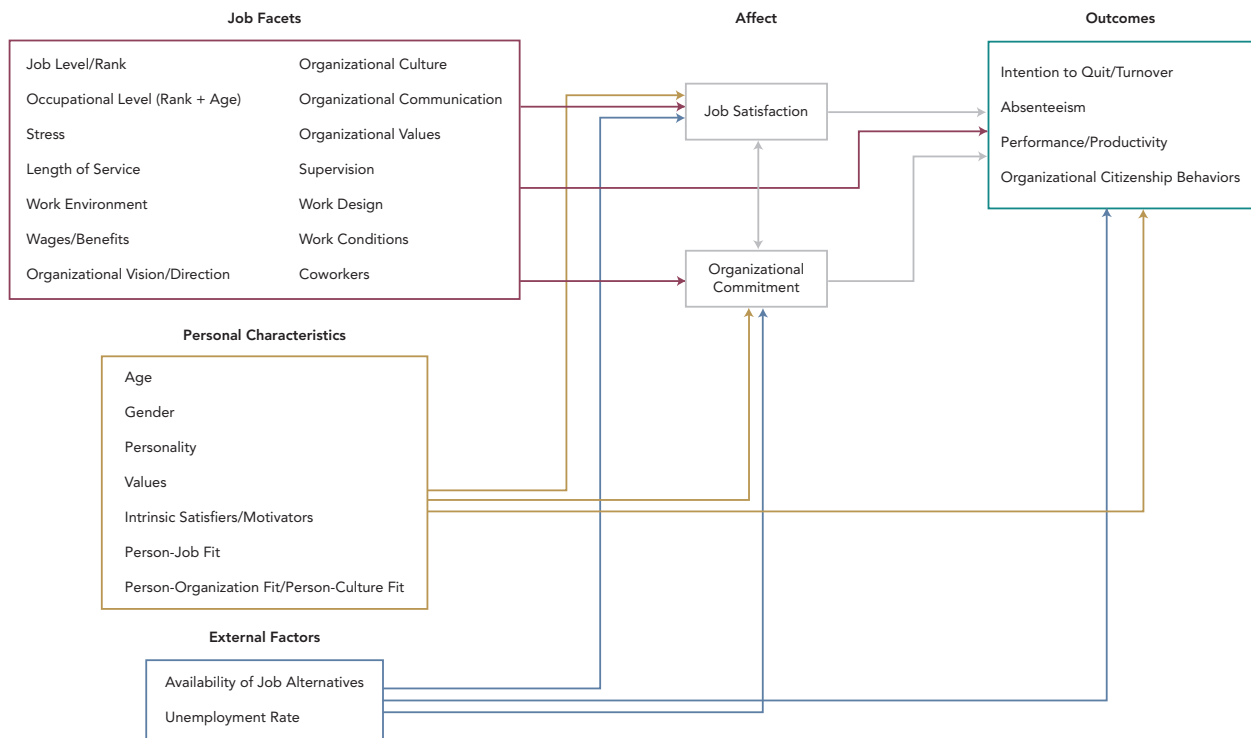 Job Facets
Affect
Outcomes
Job Level/Rank
Occupational Level (Rank + Age)
Stress
Length of Service
Work Environment
Wages/Benefits
Organizational Vision/Direction
Organizational Culture
Organizational Communication
Organizational Values
Supervision
Work Design
Work Conditions
Coworkers
Job Satisfaction
Organizational
Commitment
Intention to Quit/Turnover
Absenteeism
Performance/Productivity
Organizational Citizenship Behaviors
Personal Characteristics
Age
Gender
Personality
Values
Intrinsic Satisfiers/Motivators
Person-Job Fit
Person-Organization Fit/Person-Culture Fit
External Factors
Availability of Job Alternatives
Unemployment Rate